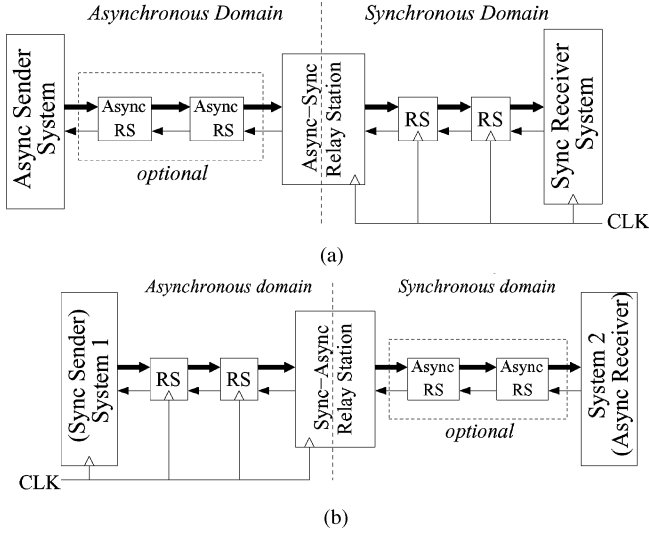 Asynchronous Domain
Synchronous Domain
Async Sender
System
Async
RS
Async
RS
optional
Async–Sync
Relay Station
RS
RS
Sync Receiver
System
CLK
(a)
Asynchronous domain
Synchronous domain
(Sync Sender)
System 1
RS
RS
Sync–Async
Relay Station
Async
RS
Async
RS
optional
System 2
(Async Receiver)
CLK
(b)